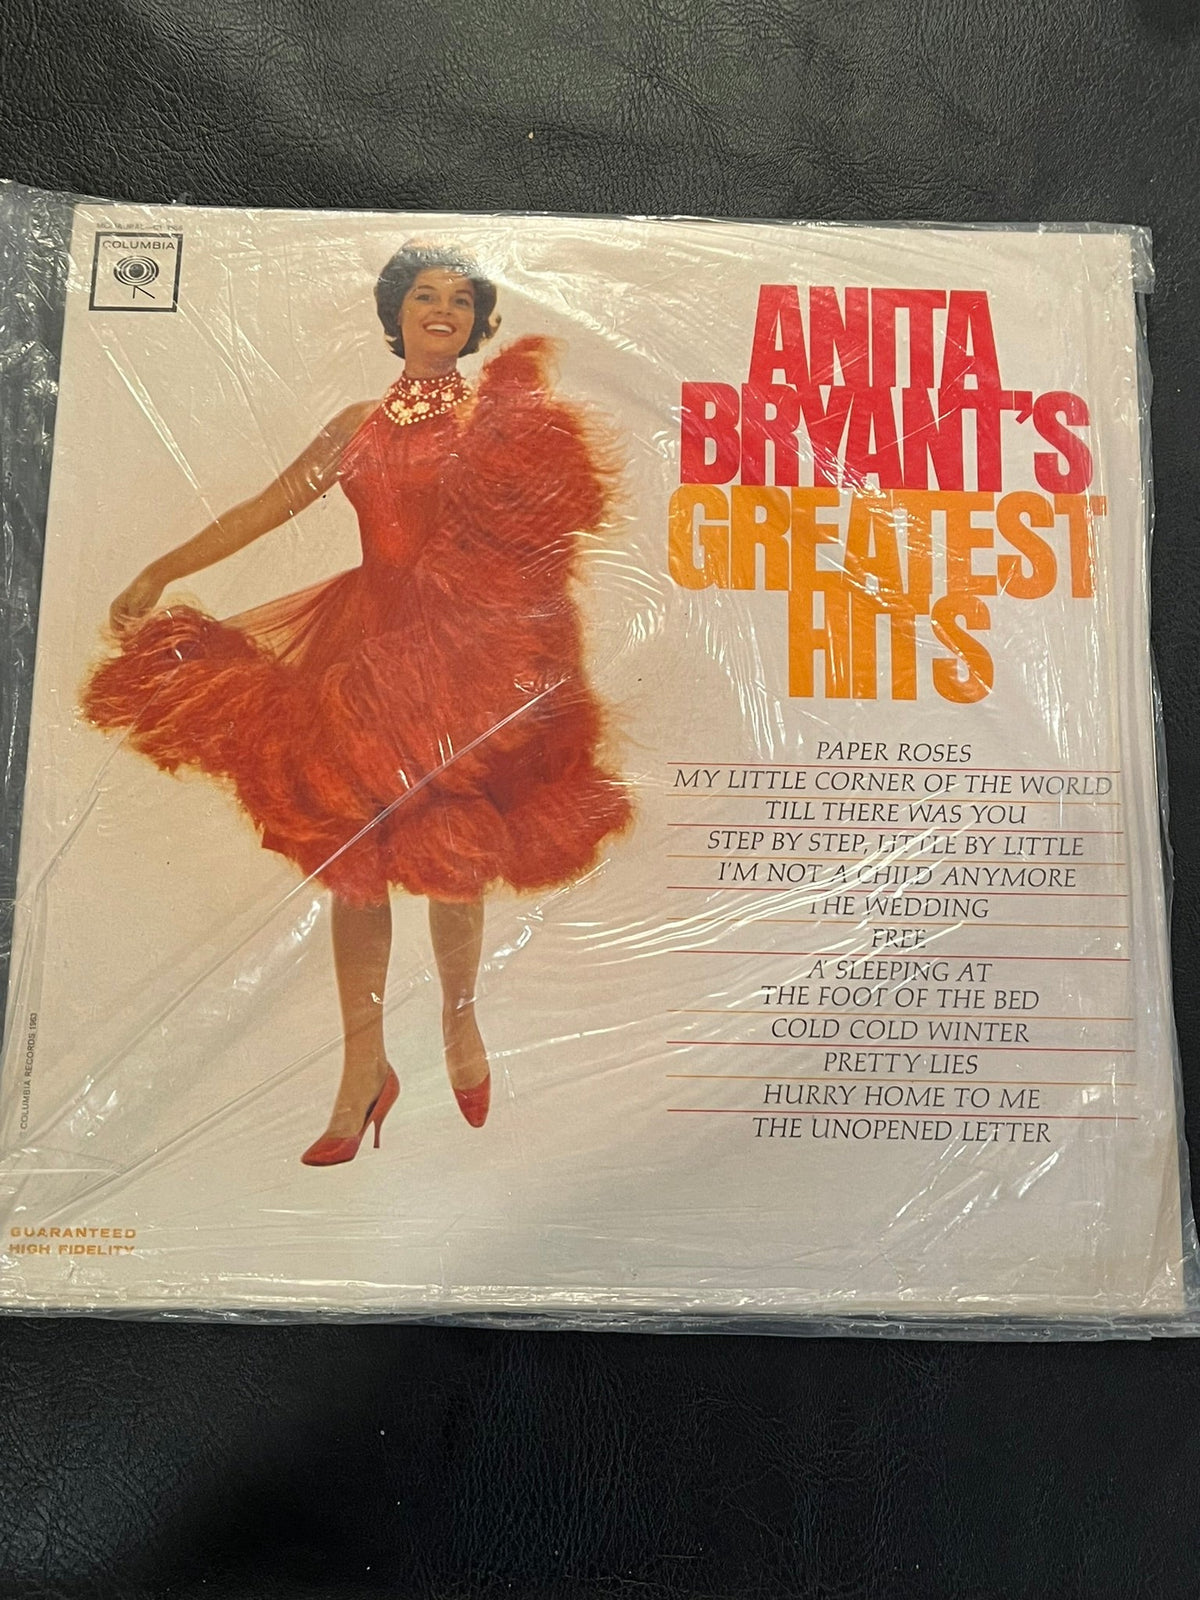 COLUMBIA
ANITA
BRYANT'S
GREATEST
HITS
PAPER ROSES
MY LITTLE CORNER OF THE WORLD
TILL THERE WAS YOU
STEP BY STEP, LITTLE BY LITTLE
I'M NOT A CHILD ANYMORE
THE WEDDING
FREE
A' SLEEPING AT
THE FOOT OF THE BED
COLD COLD WINTER
PRETTY LIES
HURRY HOME TO ME
THE UNOPENED LETTER
COLUMBIA RECORDS 1963
GUARANTEED
HIGH FIDELITY